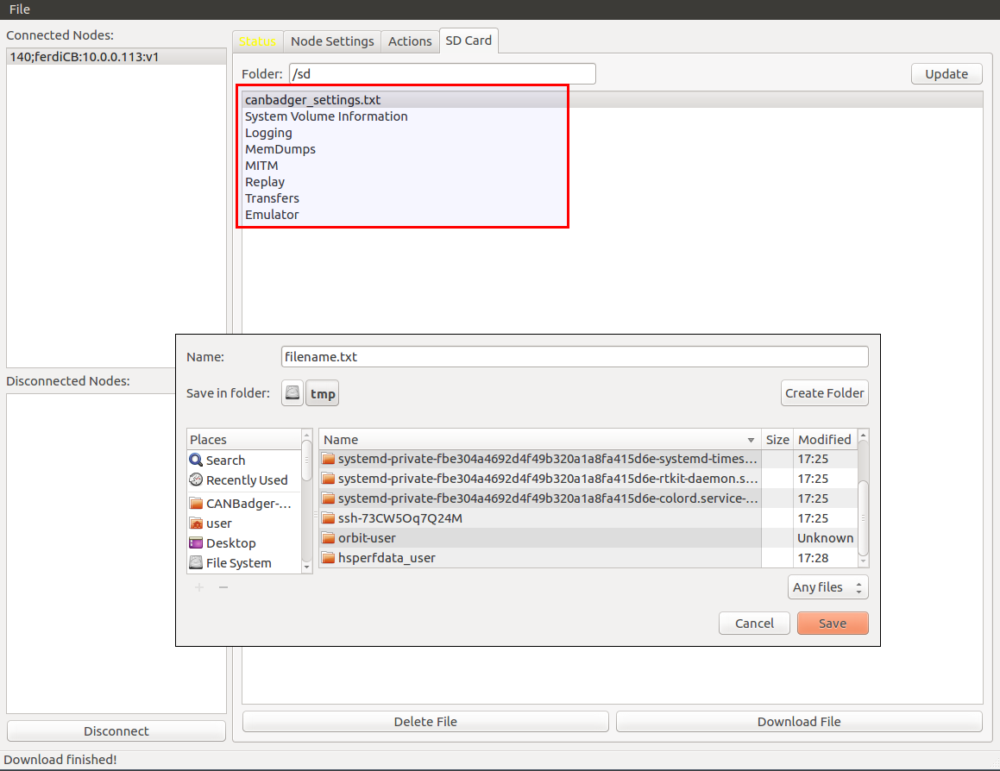 File
Connected Nodes:
140;ferdiCB:10.0.0.113:v1
Status Node Settings Actions SD Card
Folder: /sd Update
canbadger_settings.txt
System Volume Information
Logging
MemDumps
MITM
Replay
Transfers
Emulator
Disconnected Nodes:
Name: filename.txt
Save in folder: tmp Create Folder
Places
Search
Recently Used
CANBadger-...
user
Desktop
File System
Name Size Modified
systemd-private-fbe304a4692d4f49b320a1a8fa415d6e-systemd-times... 17:25
systemd-private-fbe304a4692d4f49b320a1a8fa415d6e-rtkit-daemon.s... 17:25
systemd-private-fbe304a4692d4f49b320a1a8fa415d6e-colord.service-... 17:25
ssh-73CW5Oq7Q24M 17:25
orbit-user Unknown
hsperfdata_user 17:28
Any files
Cancel Save
Delete File Download File
Disconnect
Download finished!